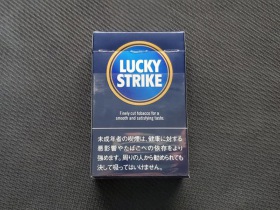 LUCKY
STRIKE
Finely cut tobacco for a
smooth and satisfying taste.
未成年者の喫煙は、健康に対する
悪影響やたばこへの依存をより
強めます。周りの人から勧められても
決して吸ってはいけません。